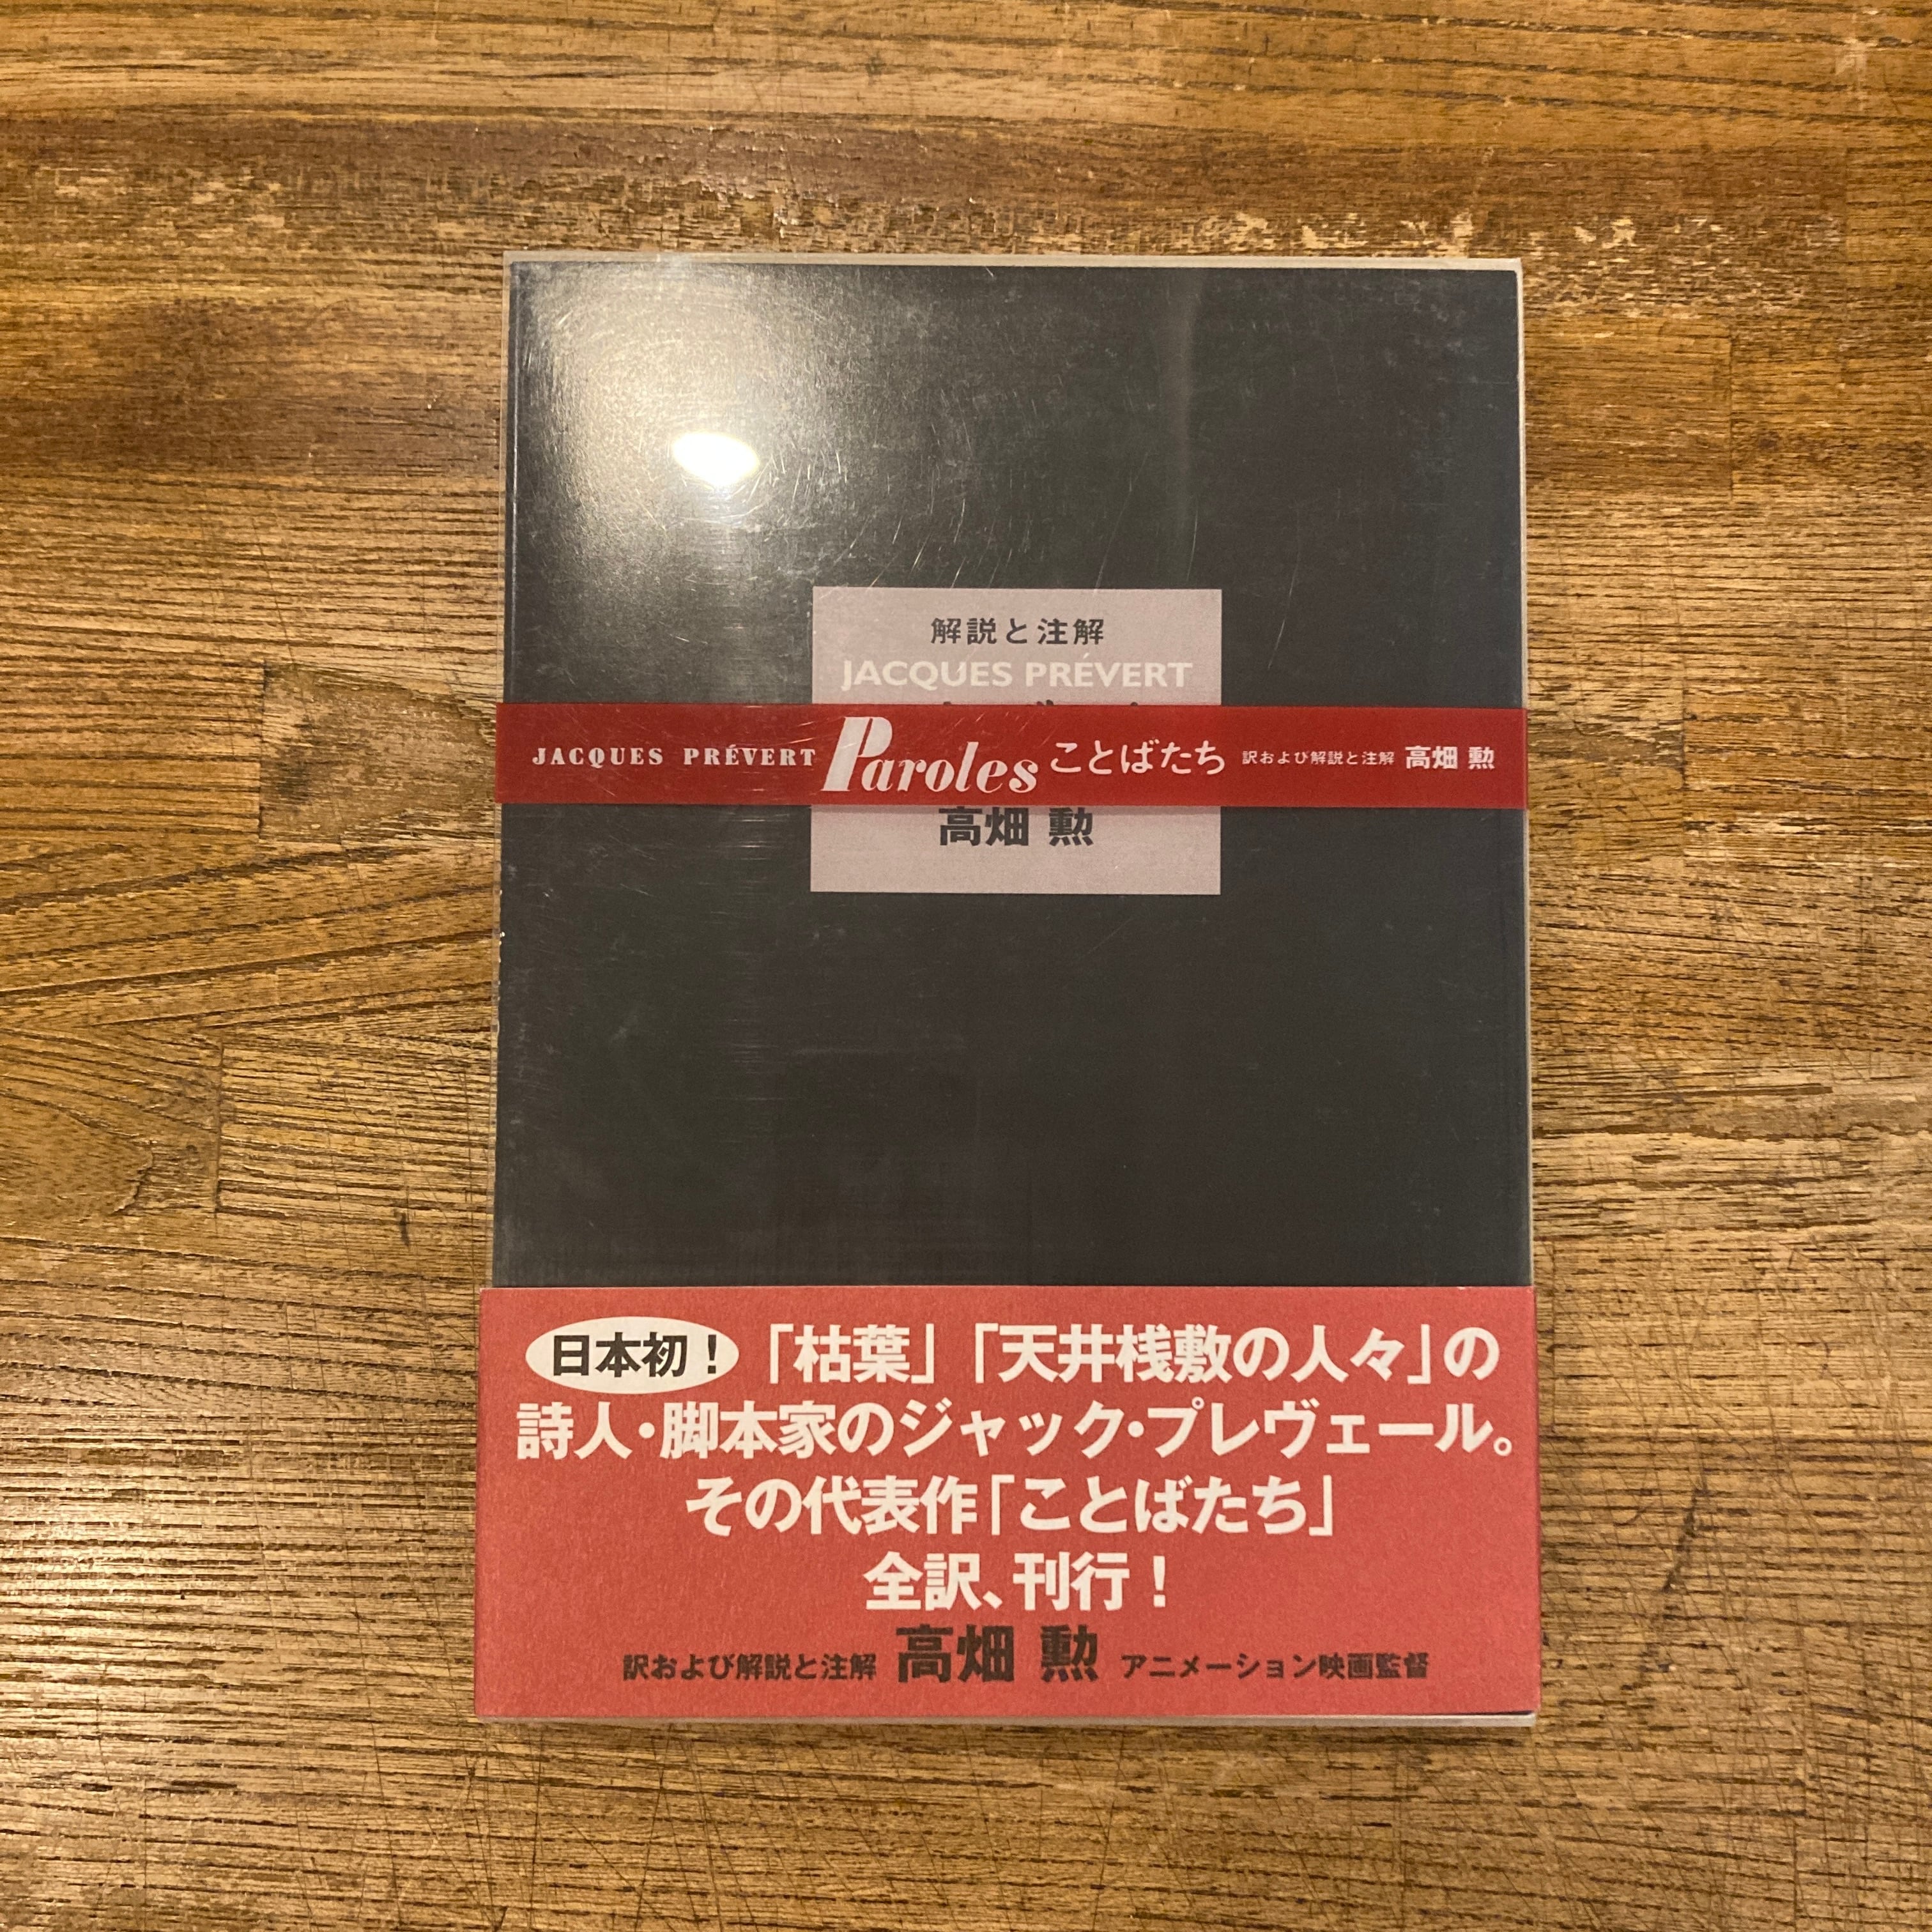 解説と注解
JACQUES PRÉVERT
JACQUES PRÉVERT Paroles ことばたち 訳および解説と注解 高畑 勲
高畑 勲
日本初！「枯葉」「天井桟敷の人々」の
詩人・脚本家のジャック・プレヴェール。
その代表作「ことばたち」
全訳、刊行！
訳および解説と注解 高畑 勲 アニメーション映画監督